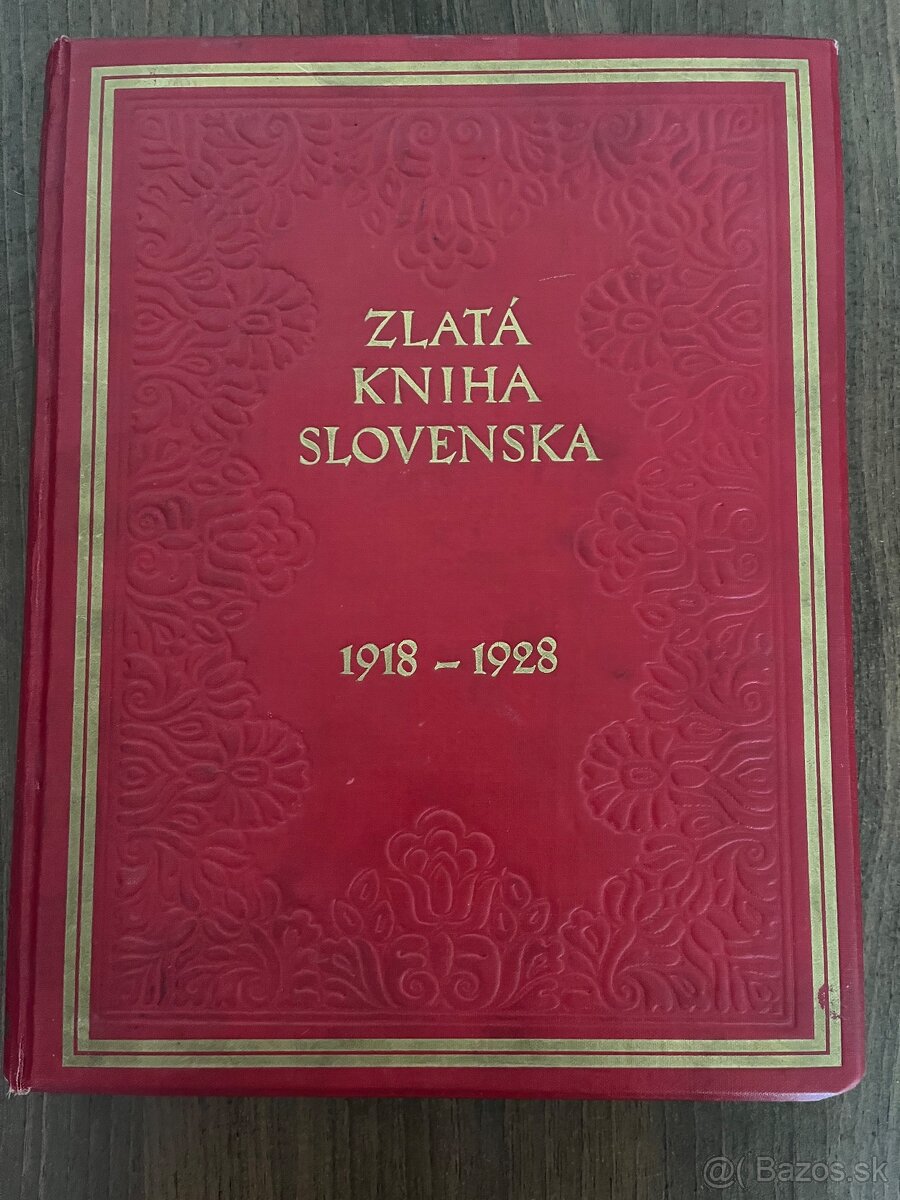 ZLATÁ
KNIHA
SLOVENSKA
1918 – 1928
@( Bazos.sk